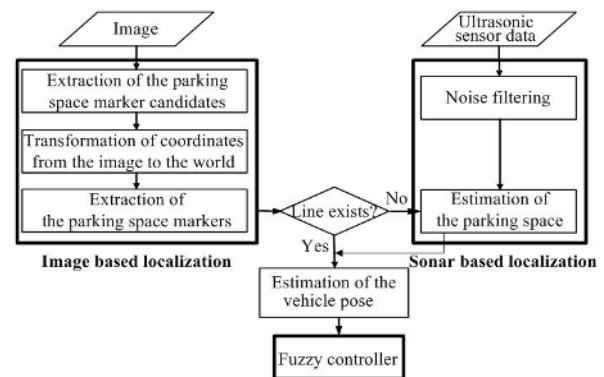 Image
Extraction of the parking
space marker candidates
Transformation of coordinates
from the image to the world
Extraction of
the parking space markers
Image based localization
Line exists?
No
Yes
Ultrasonic
sensor data
Noise filtering
Estimation of
the parking space
Sonar based localization
Estimation of the
vehicle pose
Fuzzy controller